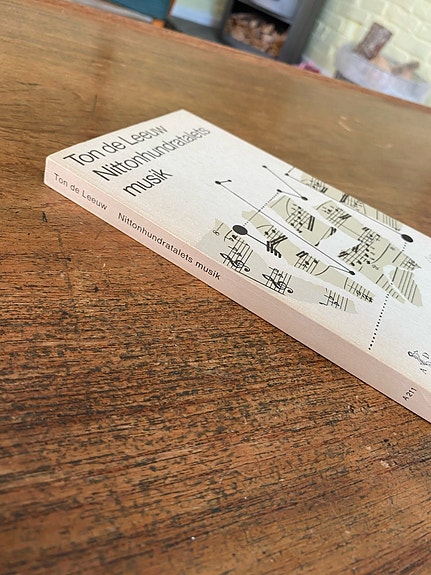 Ton de Leeuw
Nittonhundratalets
musik
Ton de Leeuw Nittonhundratalets musik
A 211
A D
A